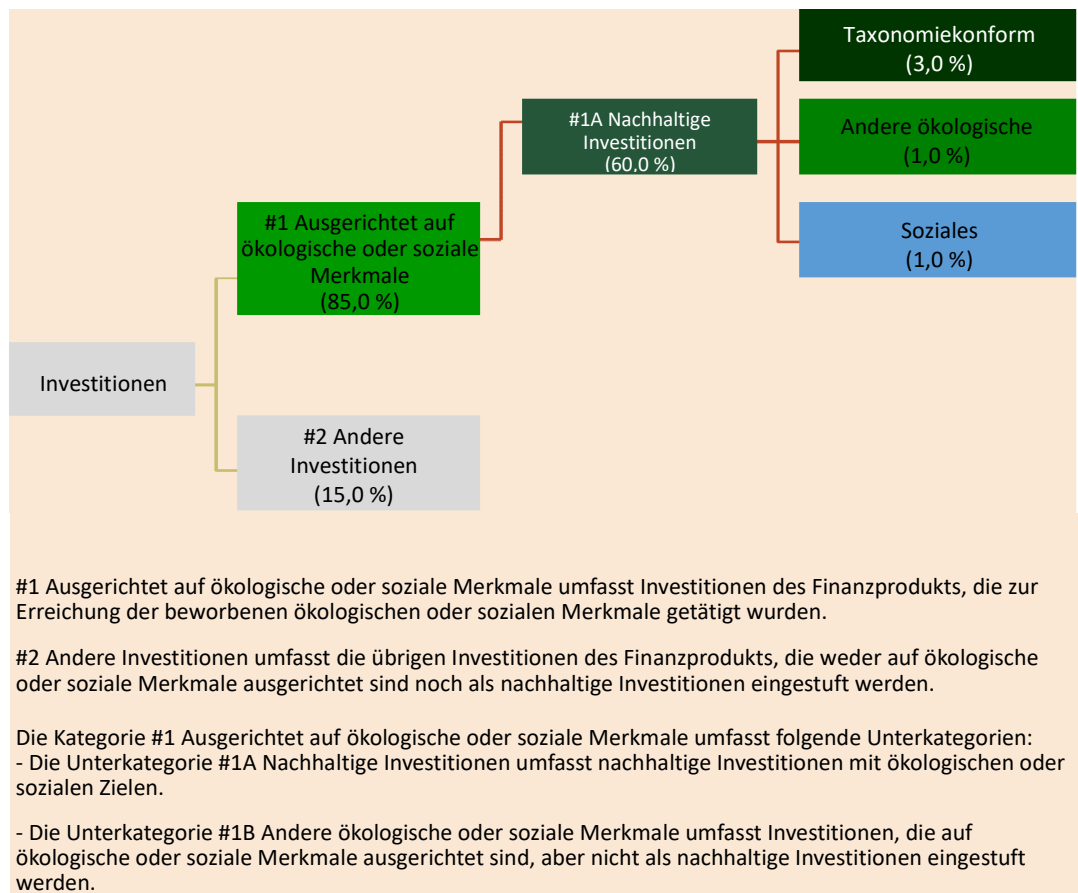 Taxonomiekonform
(3,0 %)
#1A Nachhaltige
Investitionen
(60,0 %)
Andere ökologische
(1,0 %)
#1 Ausgerichtet auf
ökologische oder soziale
Merkmale
(85,0 %)
Soziales
(1,0 %)
Investitionen
#2 Andere
Investitionen
(15,0 %)
#1 Ausgerichtet auf ökologische oder soziale Merkmale umfasst Investitionen des Finanzprodukts, die zur
Erreichung der beworbenen ökologischen oder sozialen Merkmale getätigt wurden.
#2 Andere Investitionen umfasst die übrigen Investitionen des Finanzprodukts, die weder auf ökologische
oder soziale Merkmale ausgerichtet sind noch als nachhaltige Investitionen eingestuft werden.
Die Kategorie #1 Ausgerichtet auf ökologische oder soziale Merkmale umfasst folgende Unterkategorien:
- Die Unterkategorie #1A Nachhaltige Investitionen umfasst nachhaltige Investitionen mit ökologischen oder
sozialen Zielen.
- Die Unterkategorie #1B Andere ökologische oder soziale Merkmale umfasst Investitionen, die auf
ökologische oder soziale Merkmale ausgerichtet sind, aber nicht als nachhaltige Investitionen eingestuft
werden.